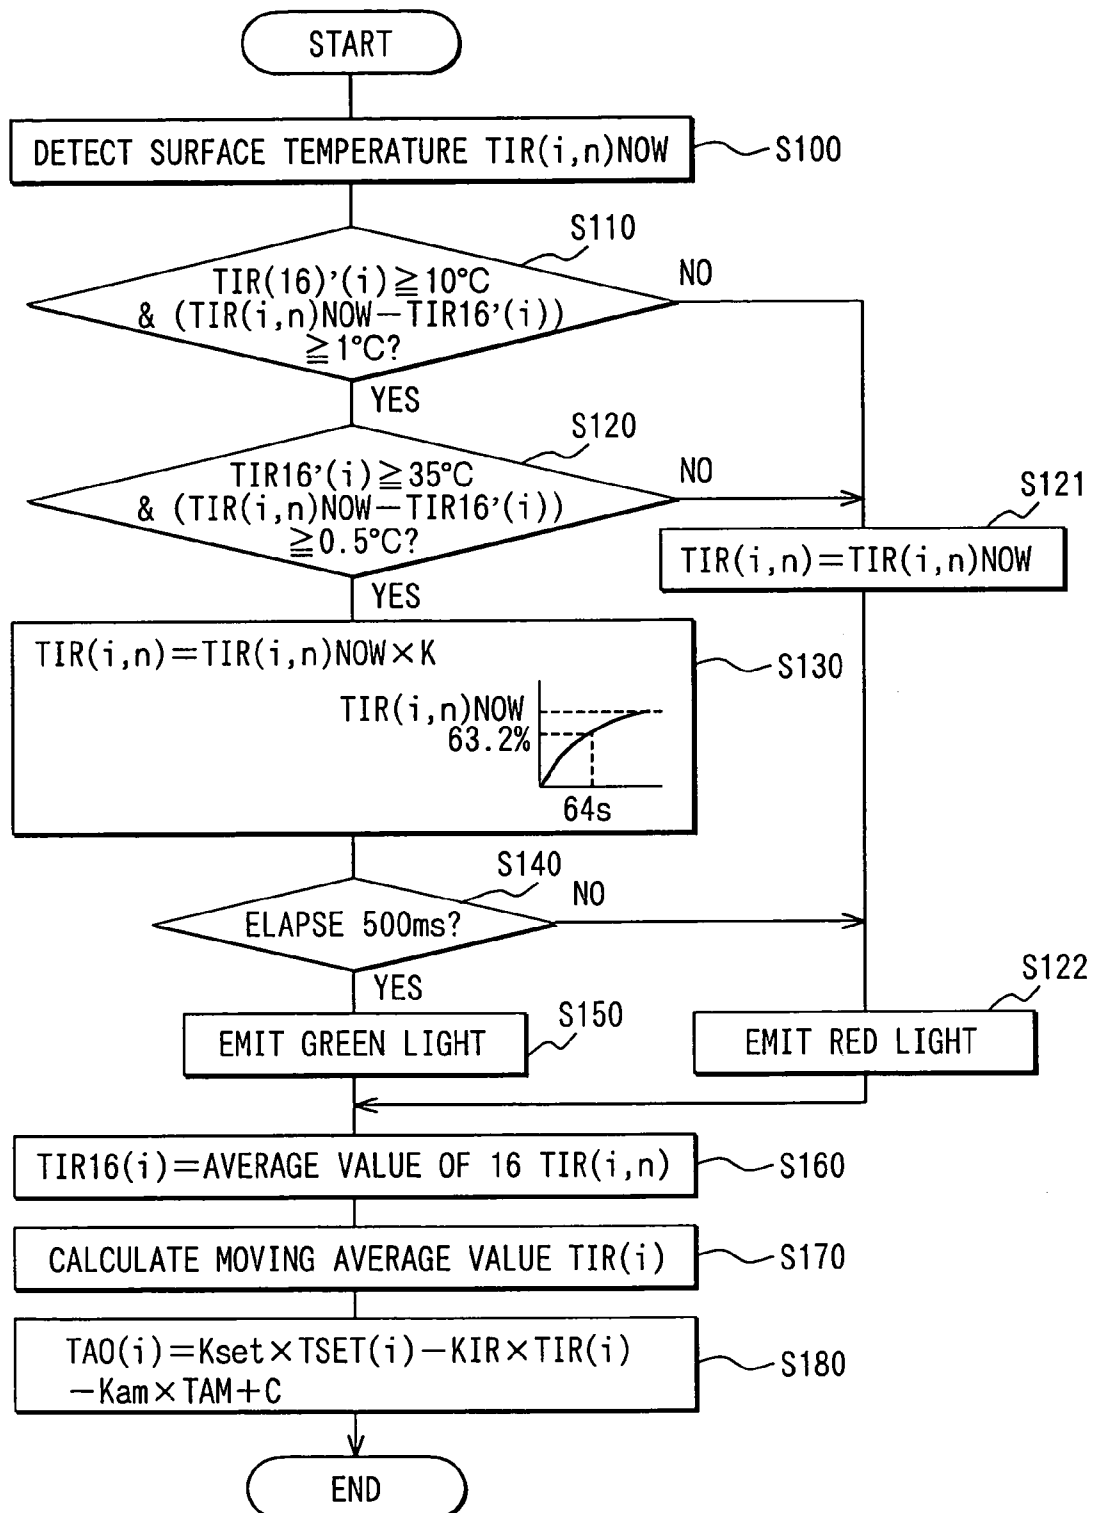 START
DETECT SURFACE TEMPERATURE TIR(i,n)NOW
S100
S110
TIR(16)’(i)≧10°C
& (TIR(i,n)NOW−TIR16’(i))
≧1°C?
NO
YES
S120
TIR16’(i)≧35°C
& (TIR(i,n)NOW−TIR16’(i))
≧0.5°C?
NO
YES
S121
TIR(i,n)=TIR(i,n)NOW
TIR(i,n)=TIR(i,n)NOW×K
S130
TIR(i,n)NOW
63.2%
64s
S140
ELAPSE 500ms?
NO
YES
S122
EMIT GREEN LIGHT
S150
EMIT RED LIGHT
TIR16(i)=AVERAGE VALUE OF 16 TIR(i,n)
S160
CALCULATE MOVING AVERAGE VALUE TIR(i)
S170
TAO(i)=Kset×TSET(i)−KIR×TIR(i)
−Kam×TAM+C
S180
END